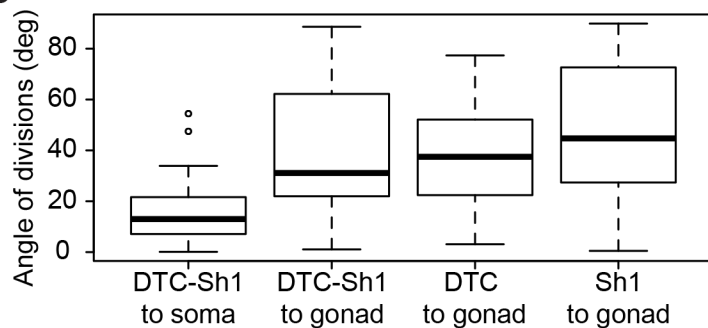 Angle of divisions (deg)
80
60
40
20
0
DTC-Sh1 to soma
DTC-Sh1 to gonad
DTC to gonad
Sh1 to gonad